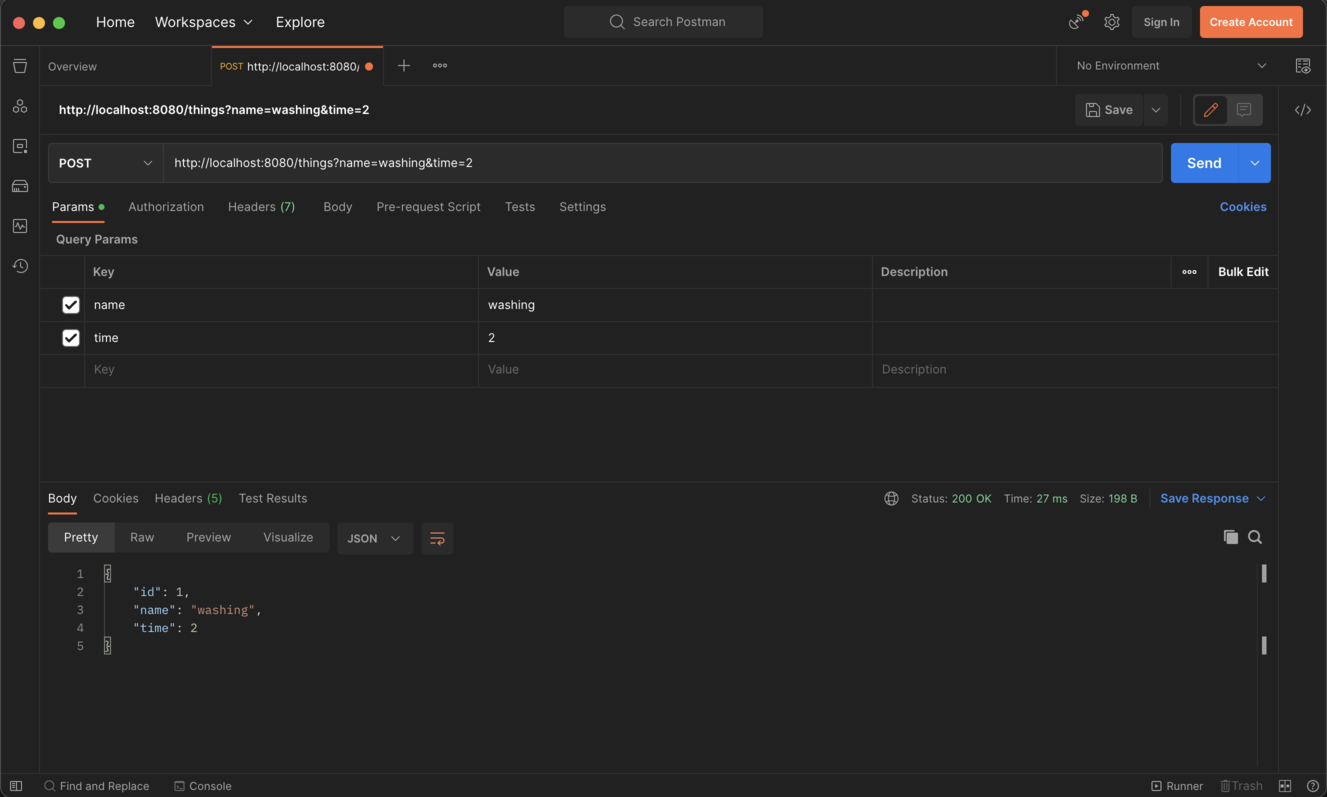 Home Workspaces Explore Search Postman Sign In Create Account
Overview POST http://localhost:8080/ No Environment
http://localhost:8080/things?name=washing&time=2 Save
POST http://localhost:8080/things?name=washing&time=2 Send
Params Authorization Headers (7) Body Pre-request Script Tests Settings Cookies
Query Params
Key Value Description Bulk Edit
name washing
time 2
Key Value Description
Body Cookies Headers (5) Test Results Status: 200 OK Time: 27 ms Size: 198 B Save Response
Pretty Raw Preview Visualize JSON
1 {
2 "id": 1,
3 "name": "washing",
4 "time": 2
5 }
Find and Replace Console Runner Trash